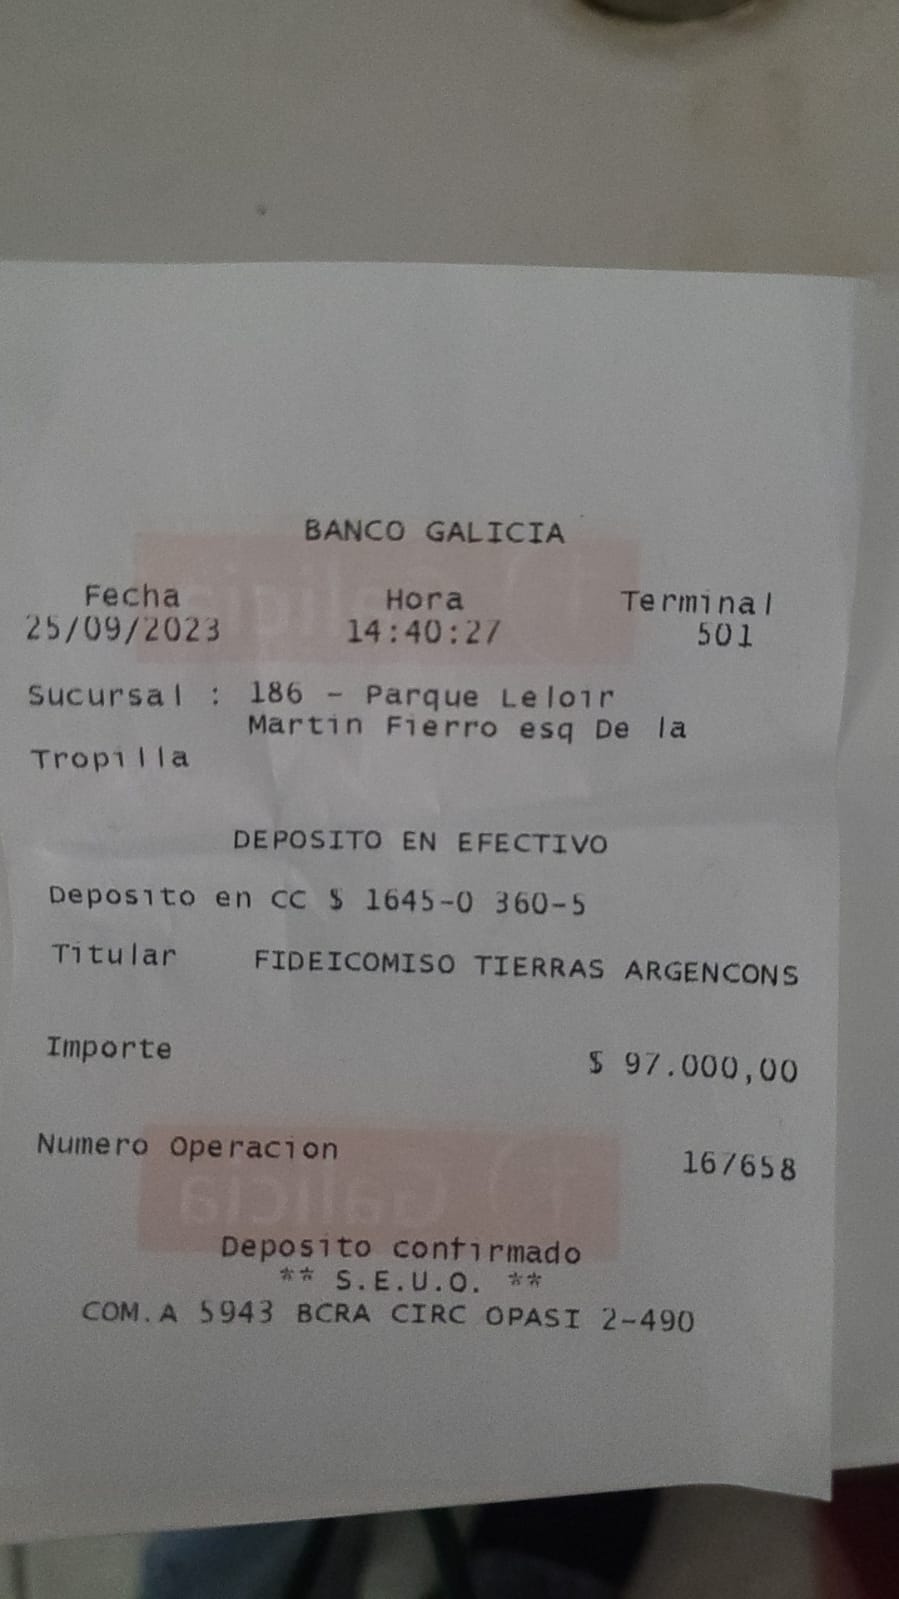 BANCO GALICIA
Fecha Hora Terminal
25/09/2023 14:40:27 501
Sucursal : 186 - Parque Leloir
Martin Fierro esq De la
Tropilla
DEPOSITO EN EFECTIVO
Deposito en CC $ 1645-0 360-5
Titular FIDEICOMISO TIERRAS ARGENCONS
Importe $ 97.000,00
Numero Operacion 167658
Galicia
Deposito confirmado
** S.E.U.O. **
COM.A 5943 BCRA CIRC OPASI 2-490